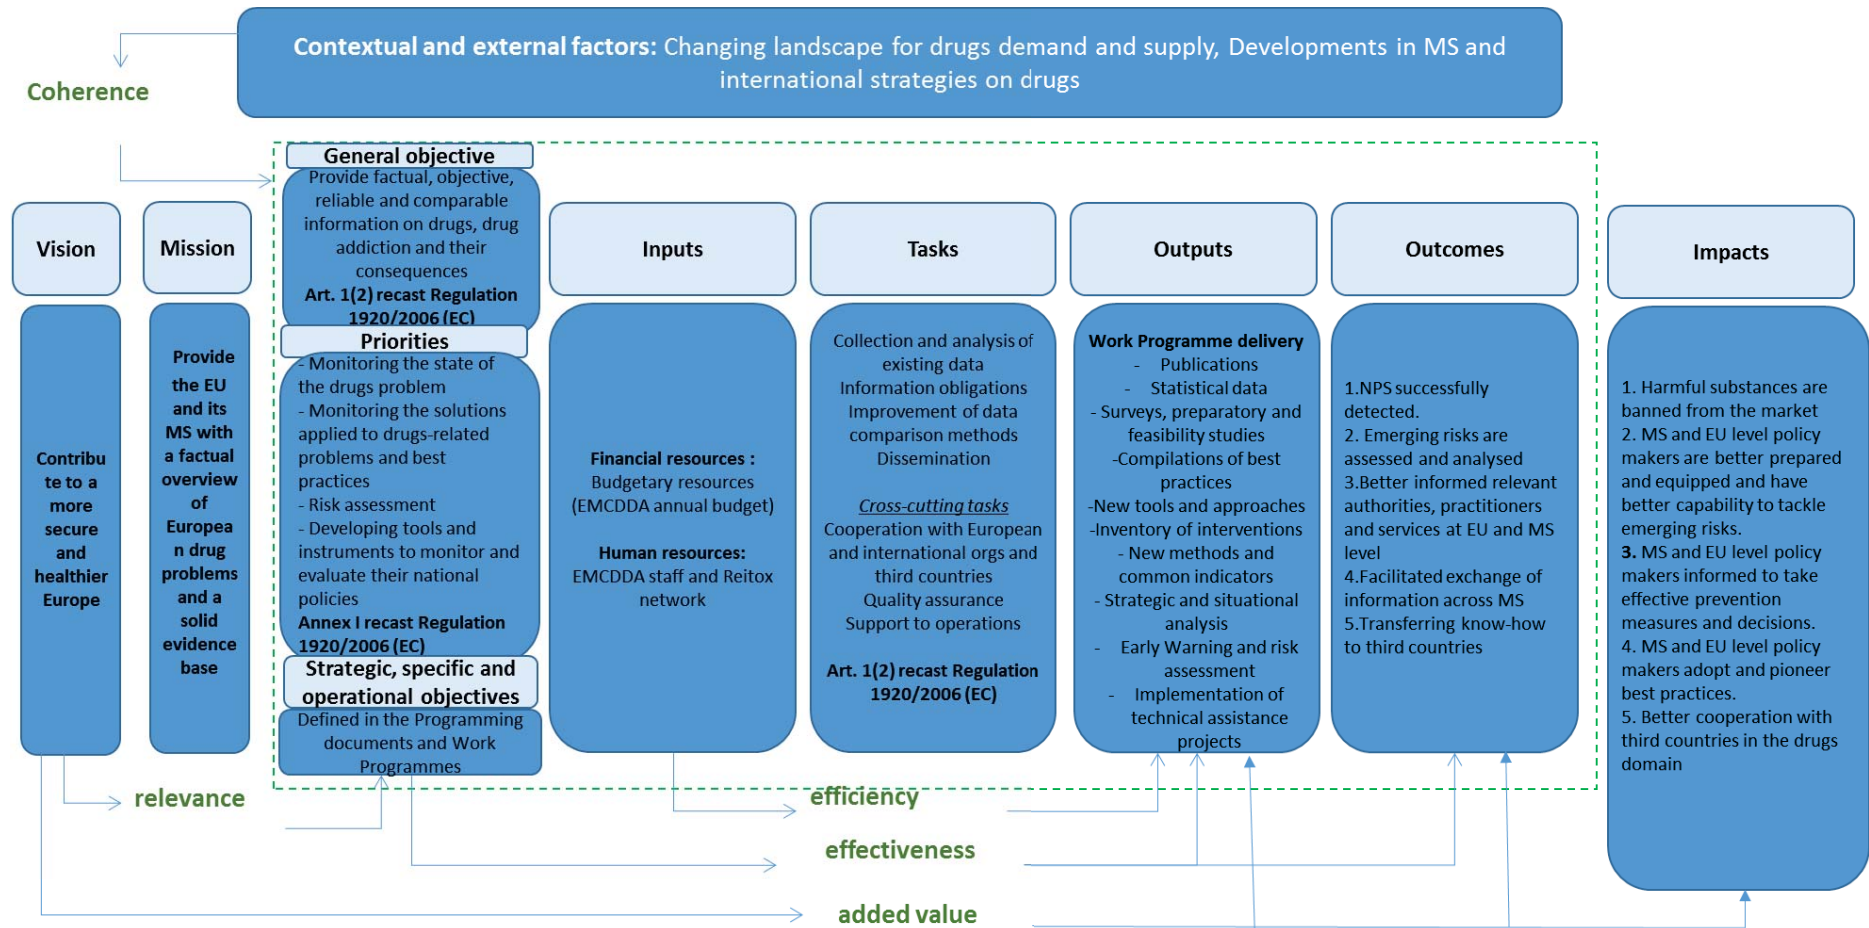 Contextual and external factors: Changing landscape for drugs demand and supply, Developments in MS and
international strategies on drugs
Coherence
Vision
Contribu
te to a
more
secure
and
healthier
Europe
Mission
Provide
the EU
and its
MS with
a factual
overview
of
Europea
n drug
problems
and a
solid
evidence
base
General objective
Provide factual, objective,
reliable and comparable
information on drugs, drug
addiction and their
consequences
Art. 1(2) recast Regulation
1920/2006 (EC)
Priorities
- Monitoring the state of
the drugs problem
- Monitoring the solutions
applied to drugs-related
problems and best
practices
- Risk assessment
- Developing tools and
instruments to monitor and
evaluate their national
policies
Annex I recast Regulation
1920/2006 (EC)
Strategic, specific and
operational objectives
Defined in the Programming
documents and Work
Programmes
Inputs
Financial resources :
Budgetary resources
(EMCDDA annual budget)
Human resources:
EMCDDA staff and Reitox
network
Tasks
Collection and analysis of
existing data
Information obligations
Improvement of data
comparison methods
Dissemination
Cross-cutting tasks
Cooperation with European
and international orgs and
third countries
Quality assurance
Support to operations
Art. 1(2) recast Regulation
1920/2006 (EC)
Outputs
Work Programme delivery
- Publications
- Statistical data
- Surveys, preparatory and
feasibility studies
-Compilations of best
practices
-New tools and approaches
-Inventory of interventions
- New methods and
common indicators
- Strategic and situational
analysis
- Early Warning and risk
assessment
- Implementation of
technical assistance
projects
Outcomes
1.NPS successfully
detected.
2. Emerging risks are
assessed and analysed
3.Better informed relevant
authorities, practitioners
and services at EU and MS
level
4.Facilitated exchange of
information across MS
5.Transferring know-how
to third countries
Impacts
1. Harmful substances are
banned from the market
2. MS and EU level policy
makers are better prepared
and equipped and have
better capability to tackle
emerging risks.
3. MS and EU level policy
makers informed to take
effective prevention
measures and decisions.
4. MS and EU level policy
makers adopt and pioneer
best practices.
5. Better cooperation with
third countries in the drugs
domain
relevance
efficiency
effectiveness
added value